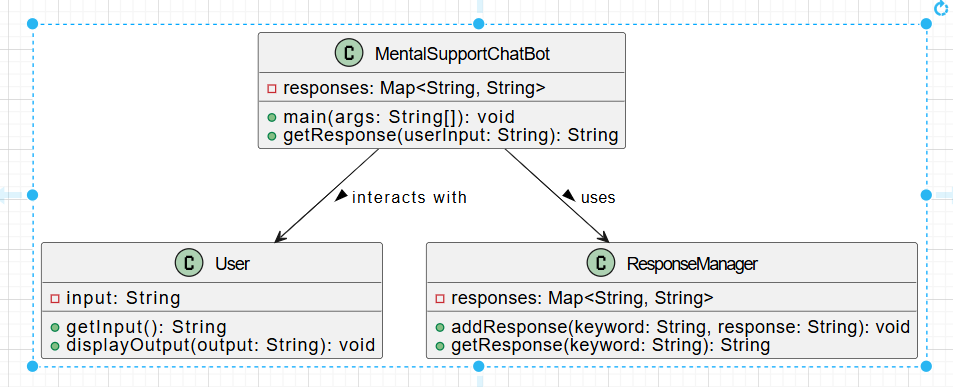 C MentalSupportChatBot
responses: Map<String, String>
main(args: String[]): void
getResponse(userInput: String): String
interacts with
uses
C User
input: String
getInput(): String
displayOutput(output: String): void
C ResponseManager
responses: Map<String, String>
addResponse(keyword: String, response: String): void
getResponse(keyword: String): String